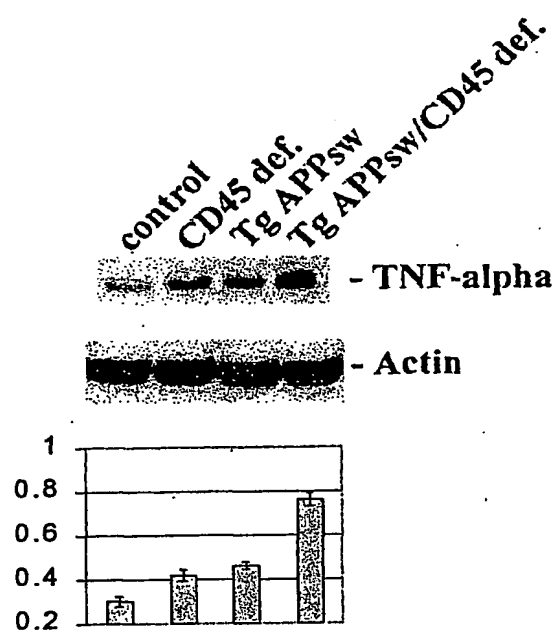 control
CD45 def.
Tg APPsw
Tg APPsw/CD45 def.
- TNF-alpha
- Actin
1
0.8
0.6
0.4
0.2